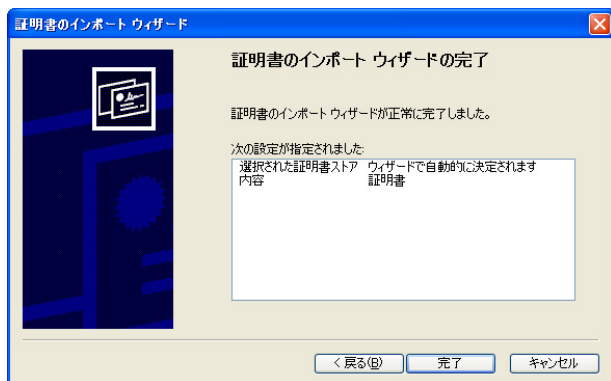 証明書のインポート ウィザード
証明書のインポート ウィザードの完了
証明書のインポート ウィザードが正常に完了しました。
次の設定が指定されました:
選択された証明書ストア ウィザードで自動的に決定されます
内容 証明書
< 戻る(B) 完了 キャンセル